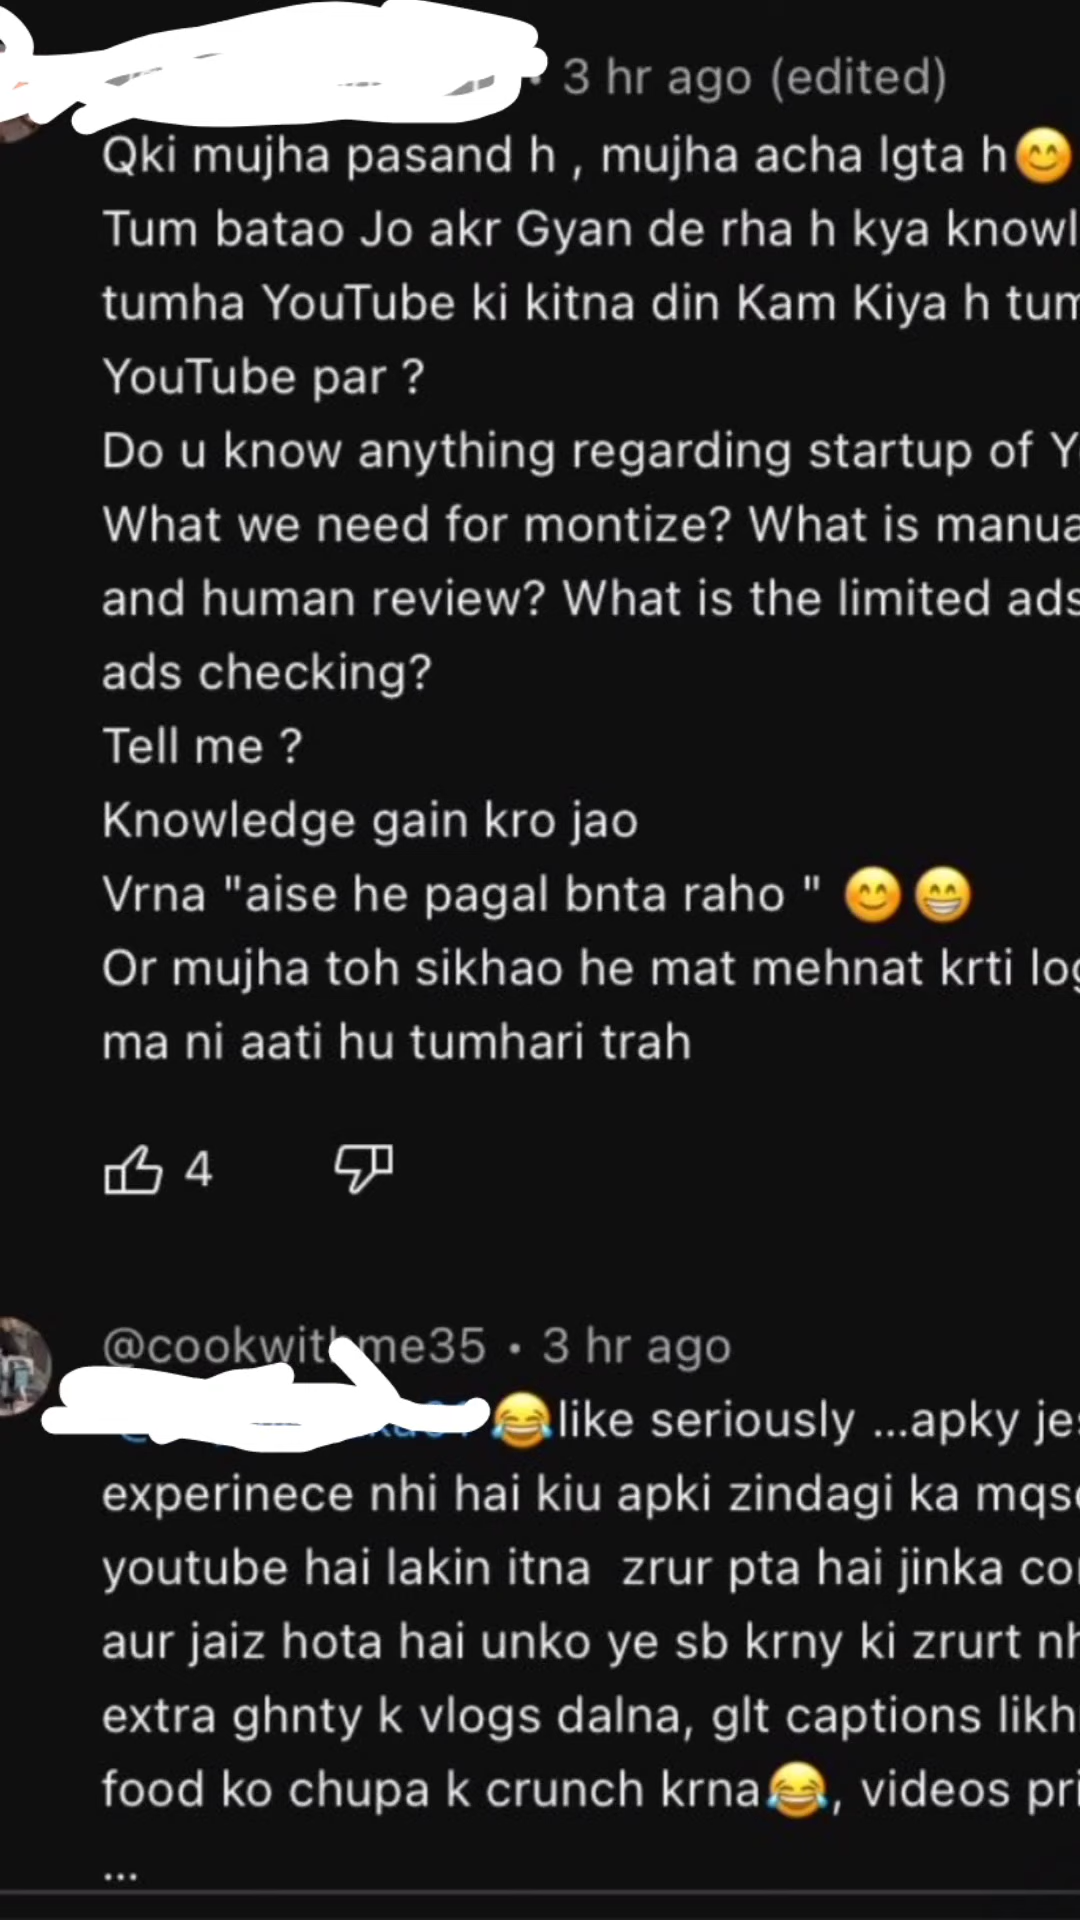 3 hr ago (edited)
Qki mujha pasand h , mujha acha lgta h😊
Tum batao Jo akr Gyan de rha h kya
tumha YouTube ki kitna din Kam Kiya h
YouTube par ?
Do u know anything regarding startup of
What we need for montize? What is
and human review? What is the limited ads
ads checking?
Tell me ?
Knowledge gain kro jao
Vrna "aise he pagal bnta raho " 😊😁
Or mujha toh sikhao he mat mehnat krti
ma ni aati hu tumhari trah
4
@cookwithme35 • 3 hr ago
😂like seriously ...apky
experinece nhi hai kiu apki zindagi ka
youtube hai lakin itna  zrur pta hai jinka
aur jaiz hota hai unko ye sb krny ki zrurt
extra ghnty k vlogs dalna, glt captions
food ko chupa k crunch krna😂, videos
...